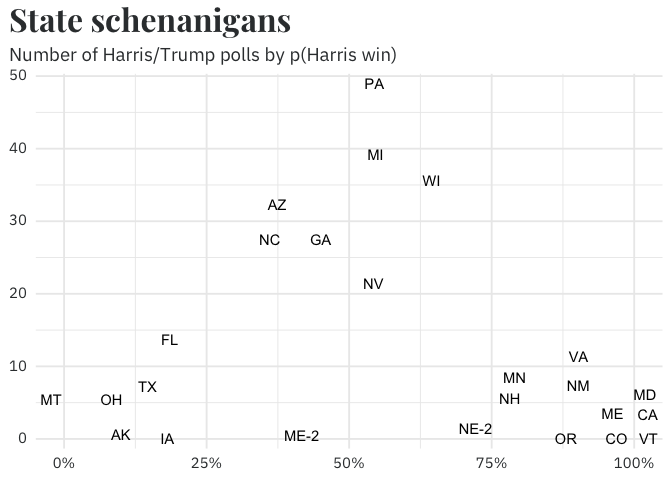 State schenanigans
Number of Harris/Trump polls by p(Harris win)
50
PA
40
MI
WI
AZ
30
NC GA
NV
20
FL
VA
10
MN
TX NM
MD
MT OH NH
ME CA
NE-2
AK ME-2
0 IA OR CO VT
0% 25% 50% 75% 100%